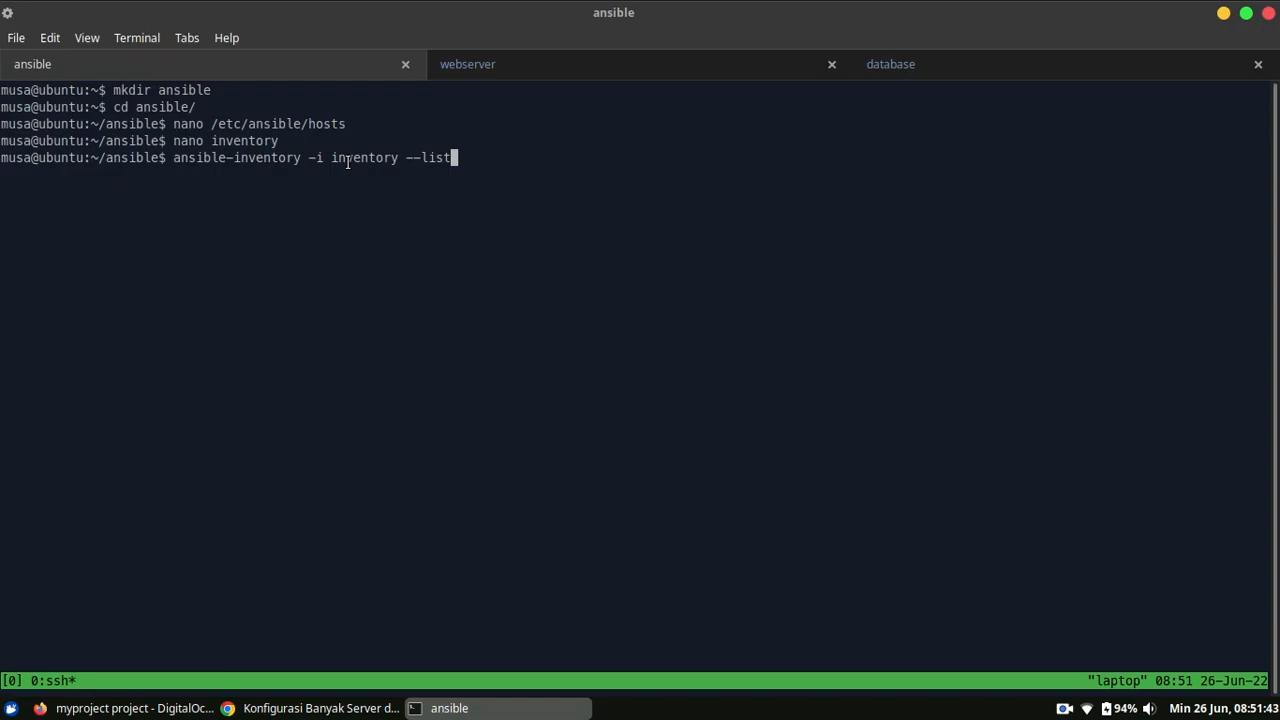 ansible
File Edit View Terminal Tabs Help
ansible webserver database
musa@ubuntu:~$ mkdir ansible
musa@ubuntu:~$ cd ansible/
musa@ubuntu:~/ansible$ nano /etc/ansible/hosts
musa@ubuntu:~/ansible$ nano inventory
musa@ubuntu:~/ansible$ ansible-inventory -i inventory --list
[0] 0:ssh* "laptop" 08:51 26-Jun-22
myproject project - DigitalOc... Konfigurasi Banyak Server d... ansible 94% Min 26 Jun, 08:51:43